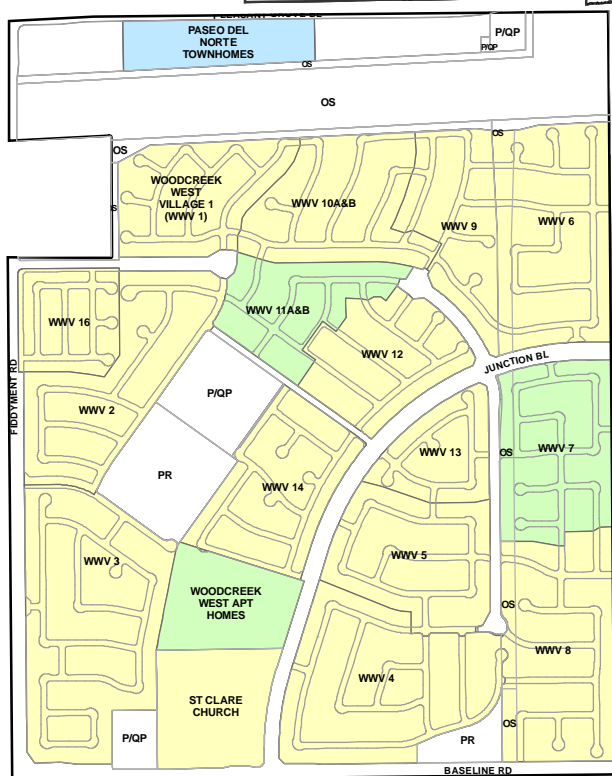 PASEO DEL
NORTE
TOWNHOMES
P/QP
P/QP
OS
OS
OS
OS
OS
WOODCREEK
WEST
VILLAGE 1
(WWV 1)
WWV 10A&B
WWV 9
WWV 6
WWV 16
WWV 11A&B
WWV 12
JUNCTION BL
FIDDYMENT RD
P/QP
WWV 2
WWV 7
WWV 13
OS
PR
WWV 14
WWV 3
WWV 5
WOODCREEK
WEST APT
HOMES
OS
WWV 8
WWV 4
ST CLARE
CHURCH
OS
P/QP
PR
BASELINE RD